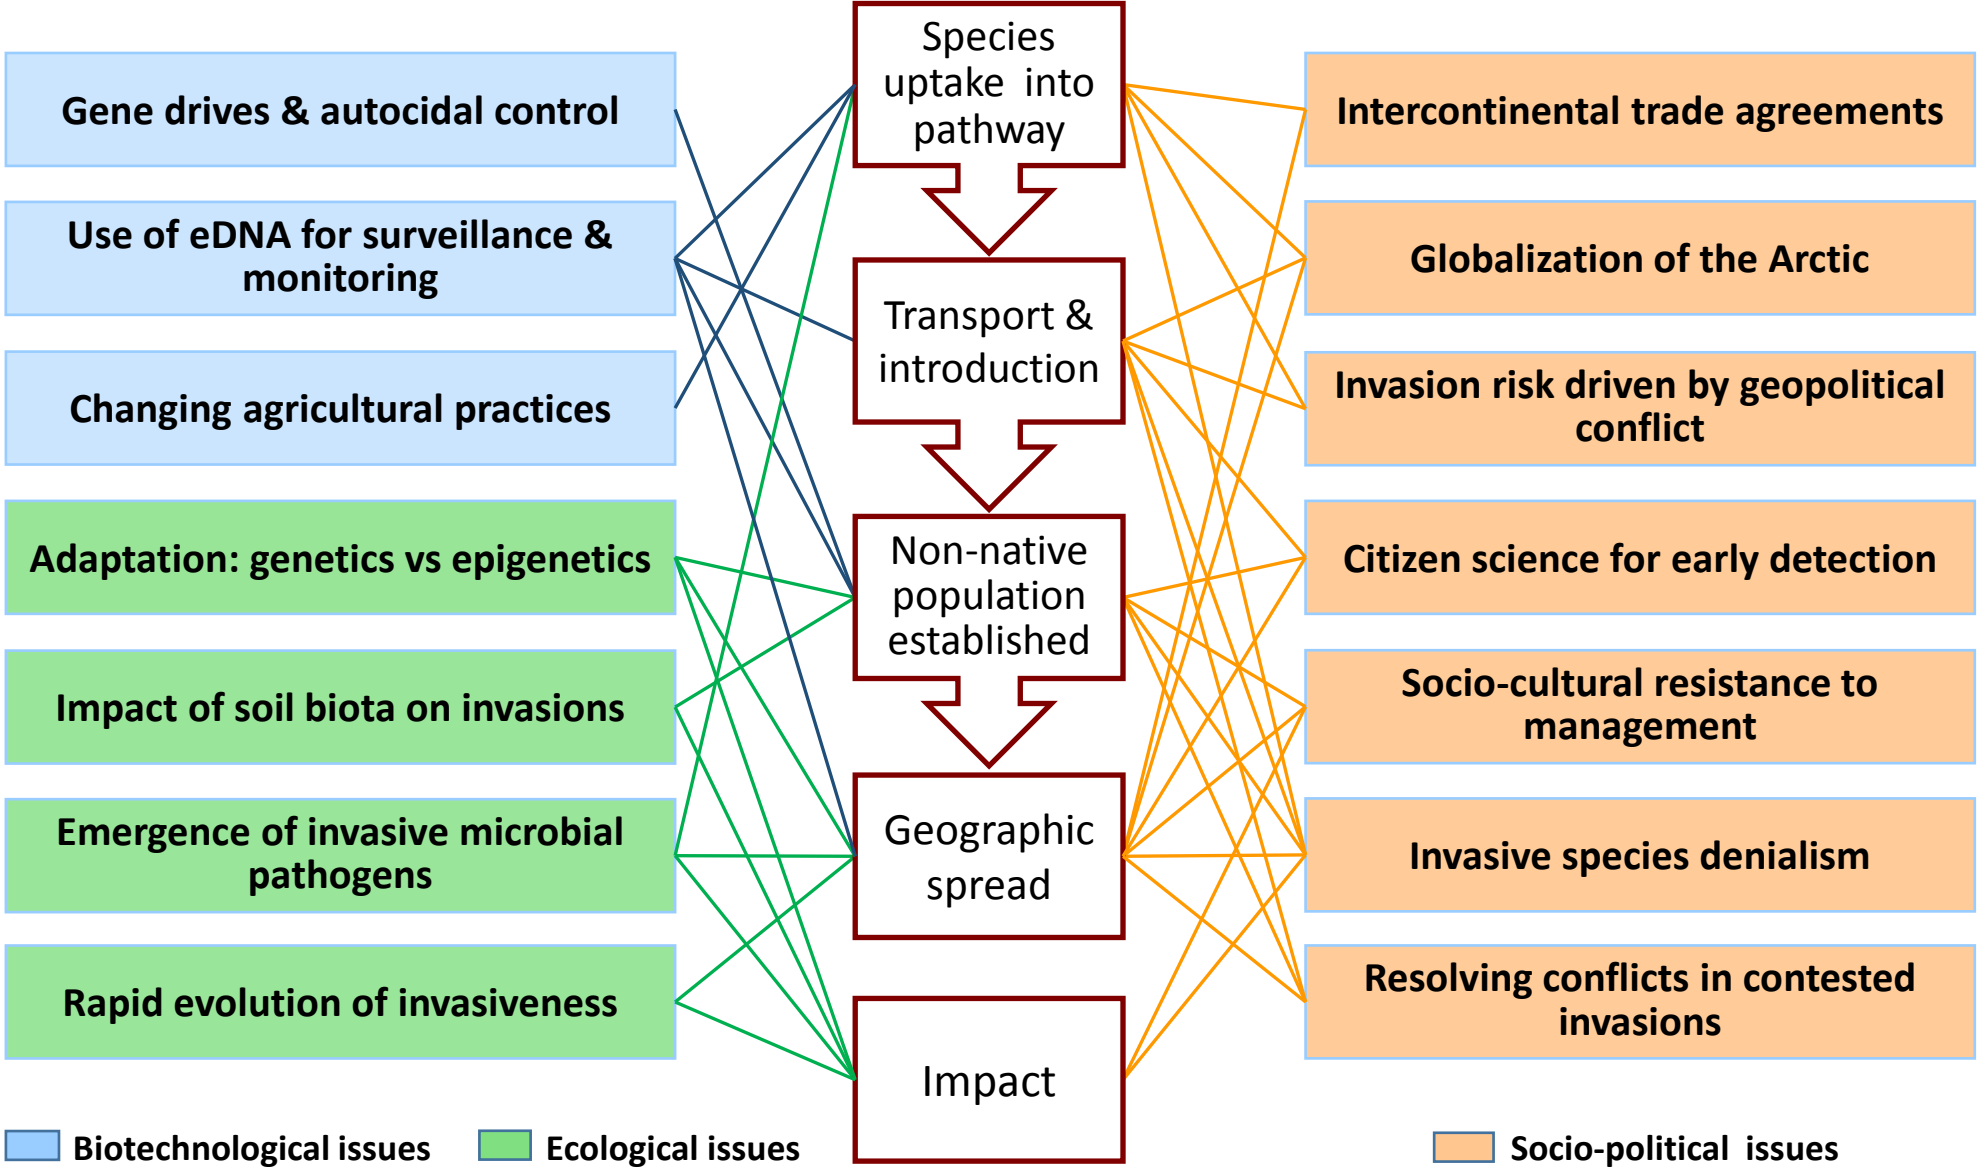 Gene drives & autocidal control
Use of eDNA for surveillance &
monitoring
Changing agricultural practices
Adaptation: genetics vs epigenetics
Impact of soil biota on invasions
Emergence of invasive microbial
pathogens
Rapid evolution of invasiveness
Species
uptake into
pathway
Transport &
introduction
Non-native
population
established
Geographic
spread
Impact
Intercontinental trade agreements
Globalization of the Arctic
Invasion risk driven by geopolitical
conflict
Citizen science for early detection
Socio-cultural resistance to
management
Invasive species denialism
Resolving conflicts in contested
invasions
Biotechnological issues
Ecological issues
Socio-political issues